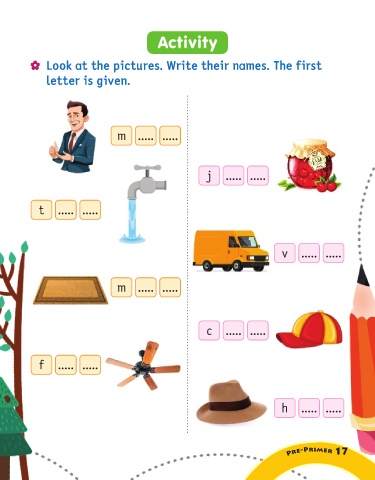 Activity
Look at the pictures. Write their names. The first
letter is given.
m ..... .....
t ..... .....
m ..... .....
f ..... .....
j ..... .....
v ..... .....
c ..... .....
h ..... .....
Pre-Primer 17